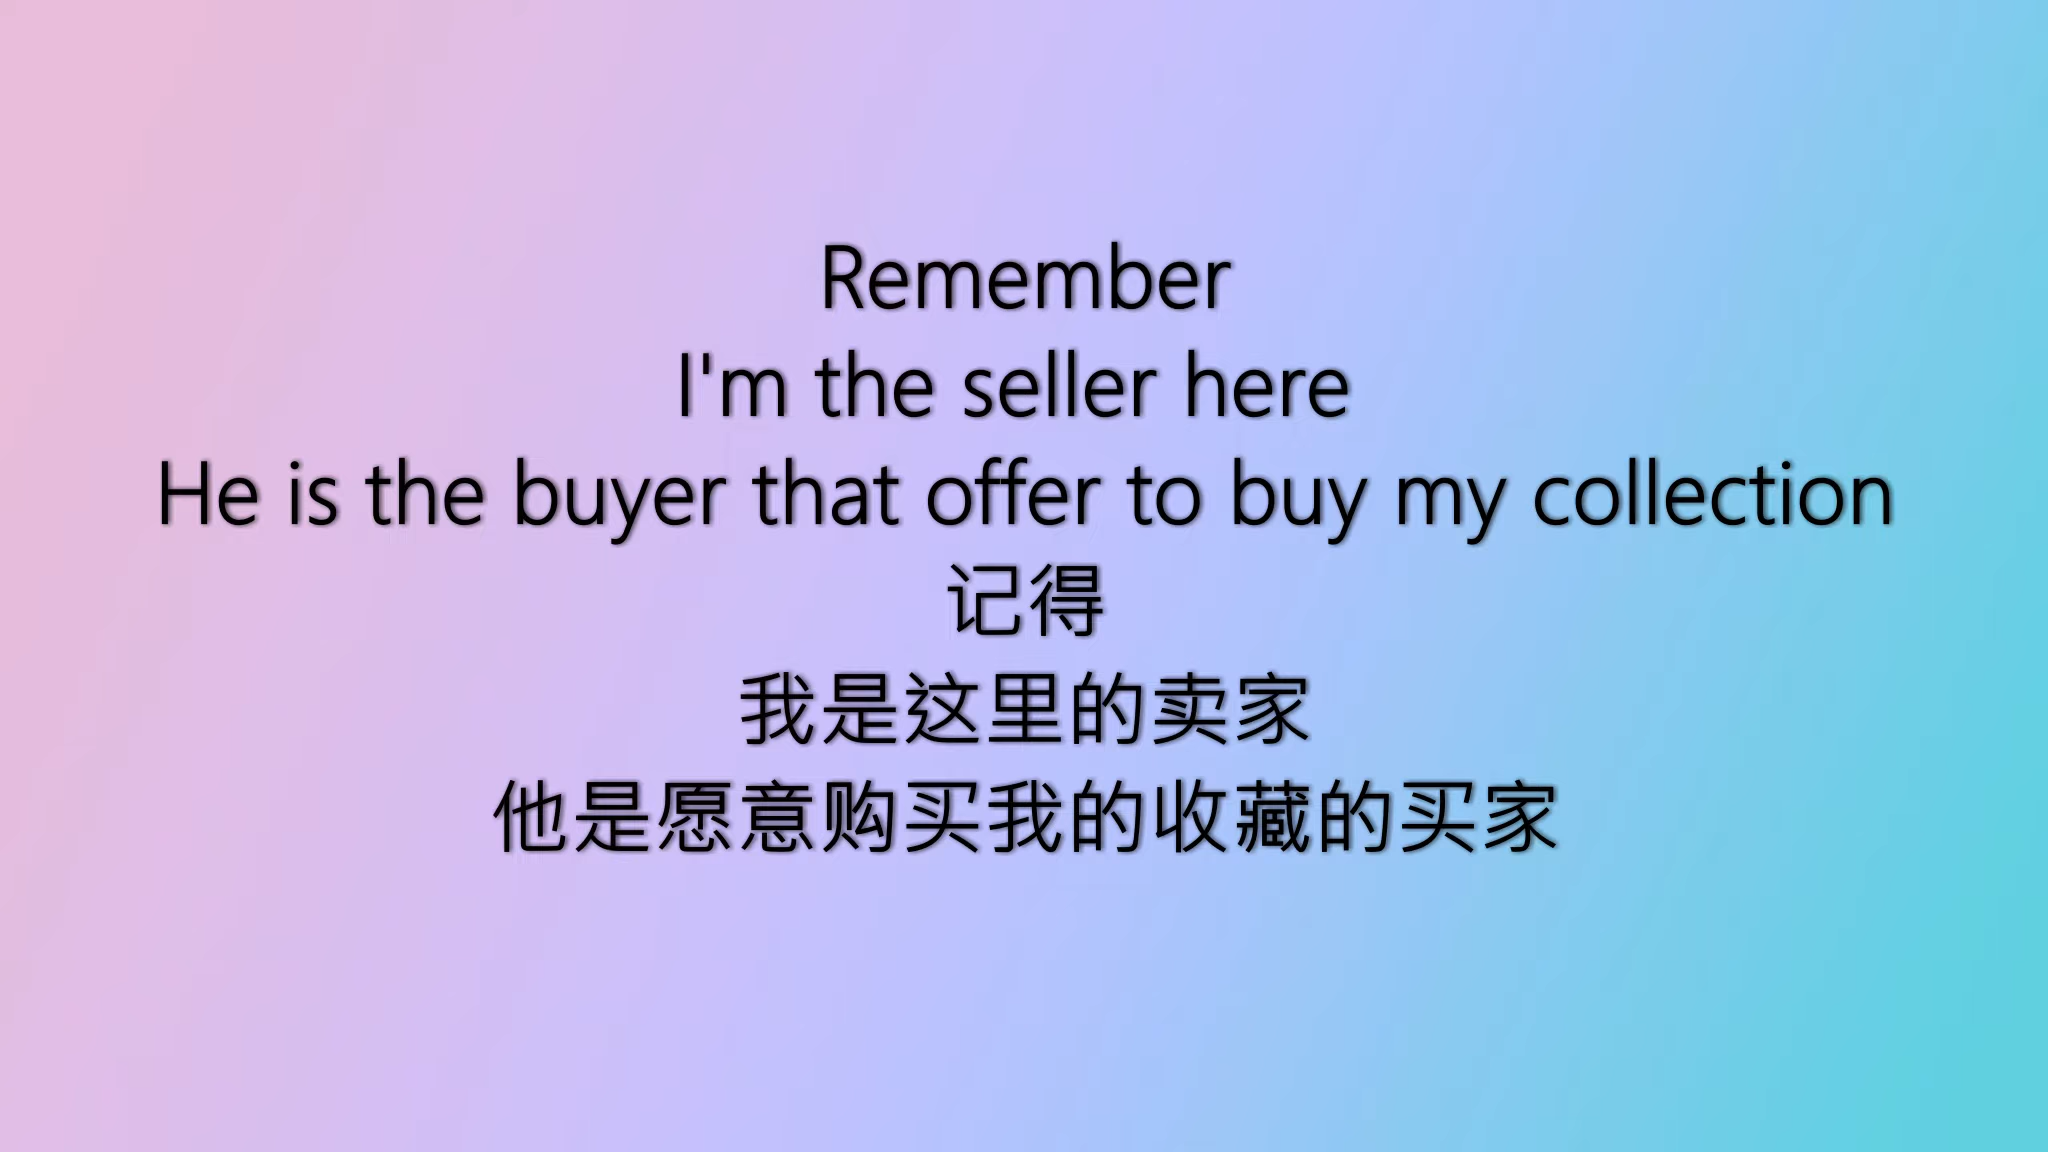 Remember
I'm the seller here
He is the buyer that offer to buy my collection
记得
我是这里的卖家
他是愿意购买我的收藏的买家